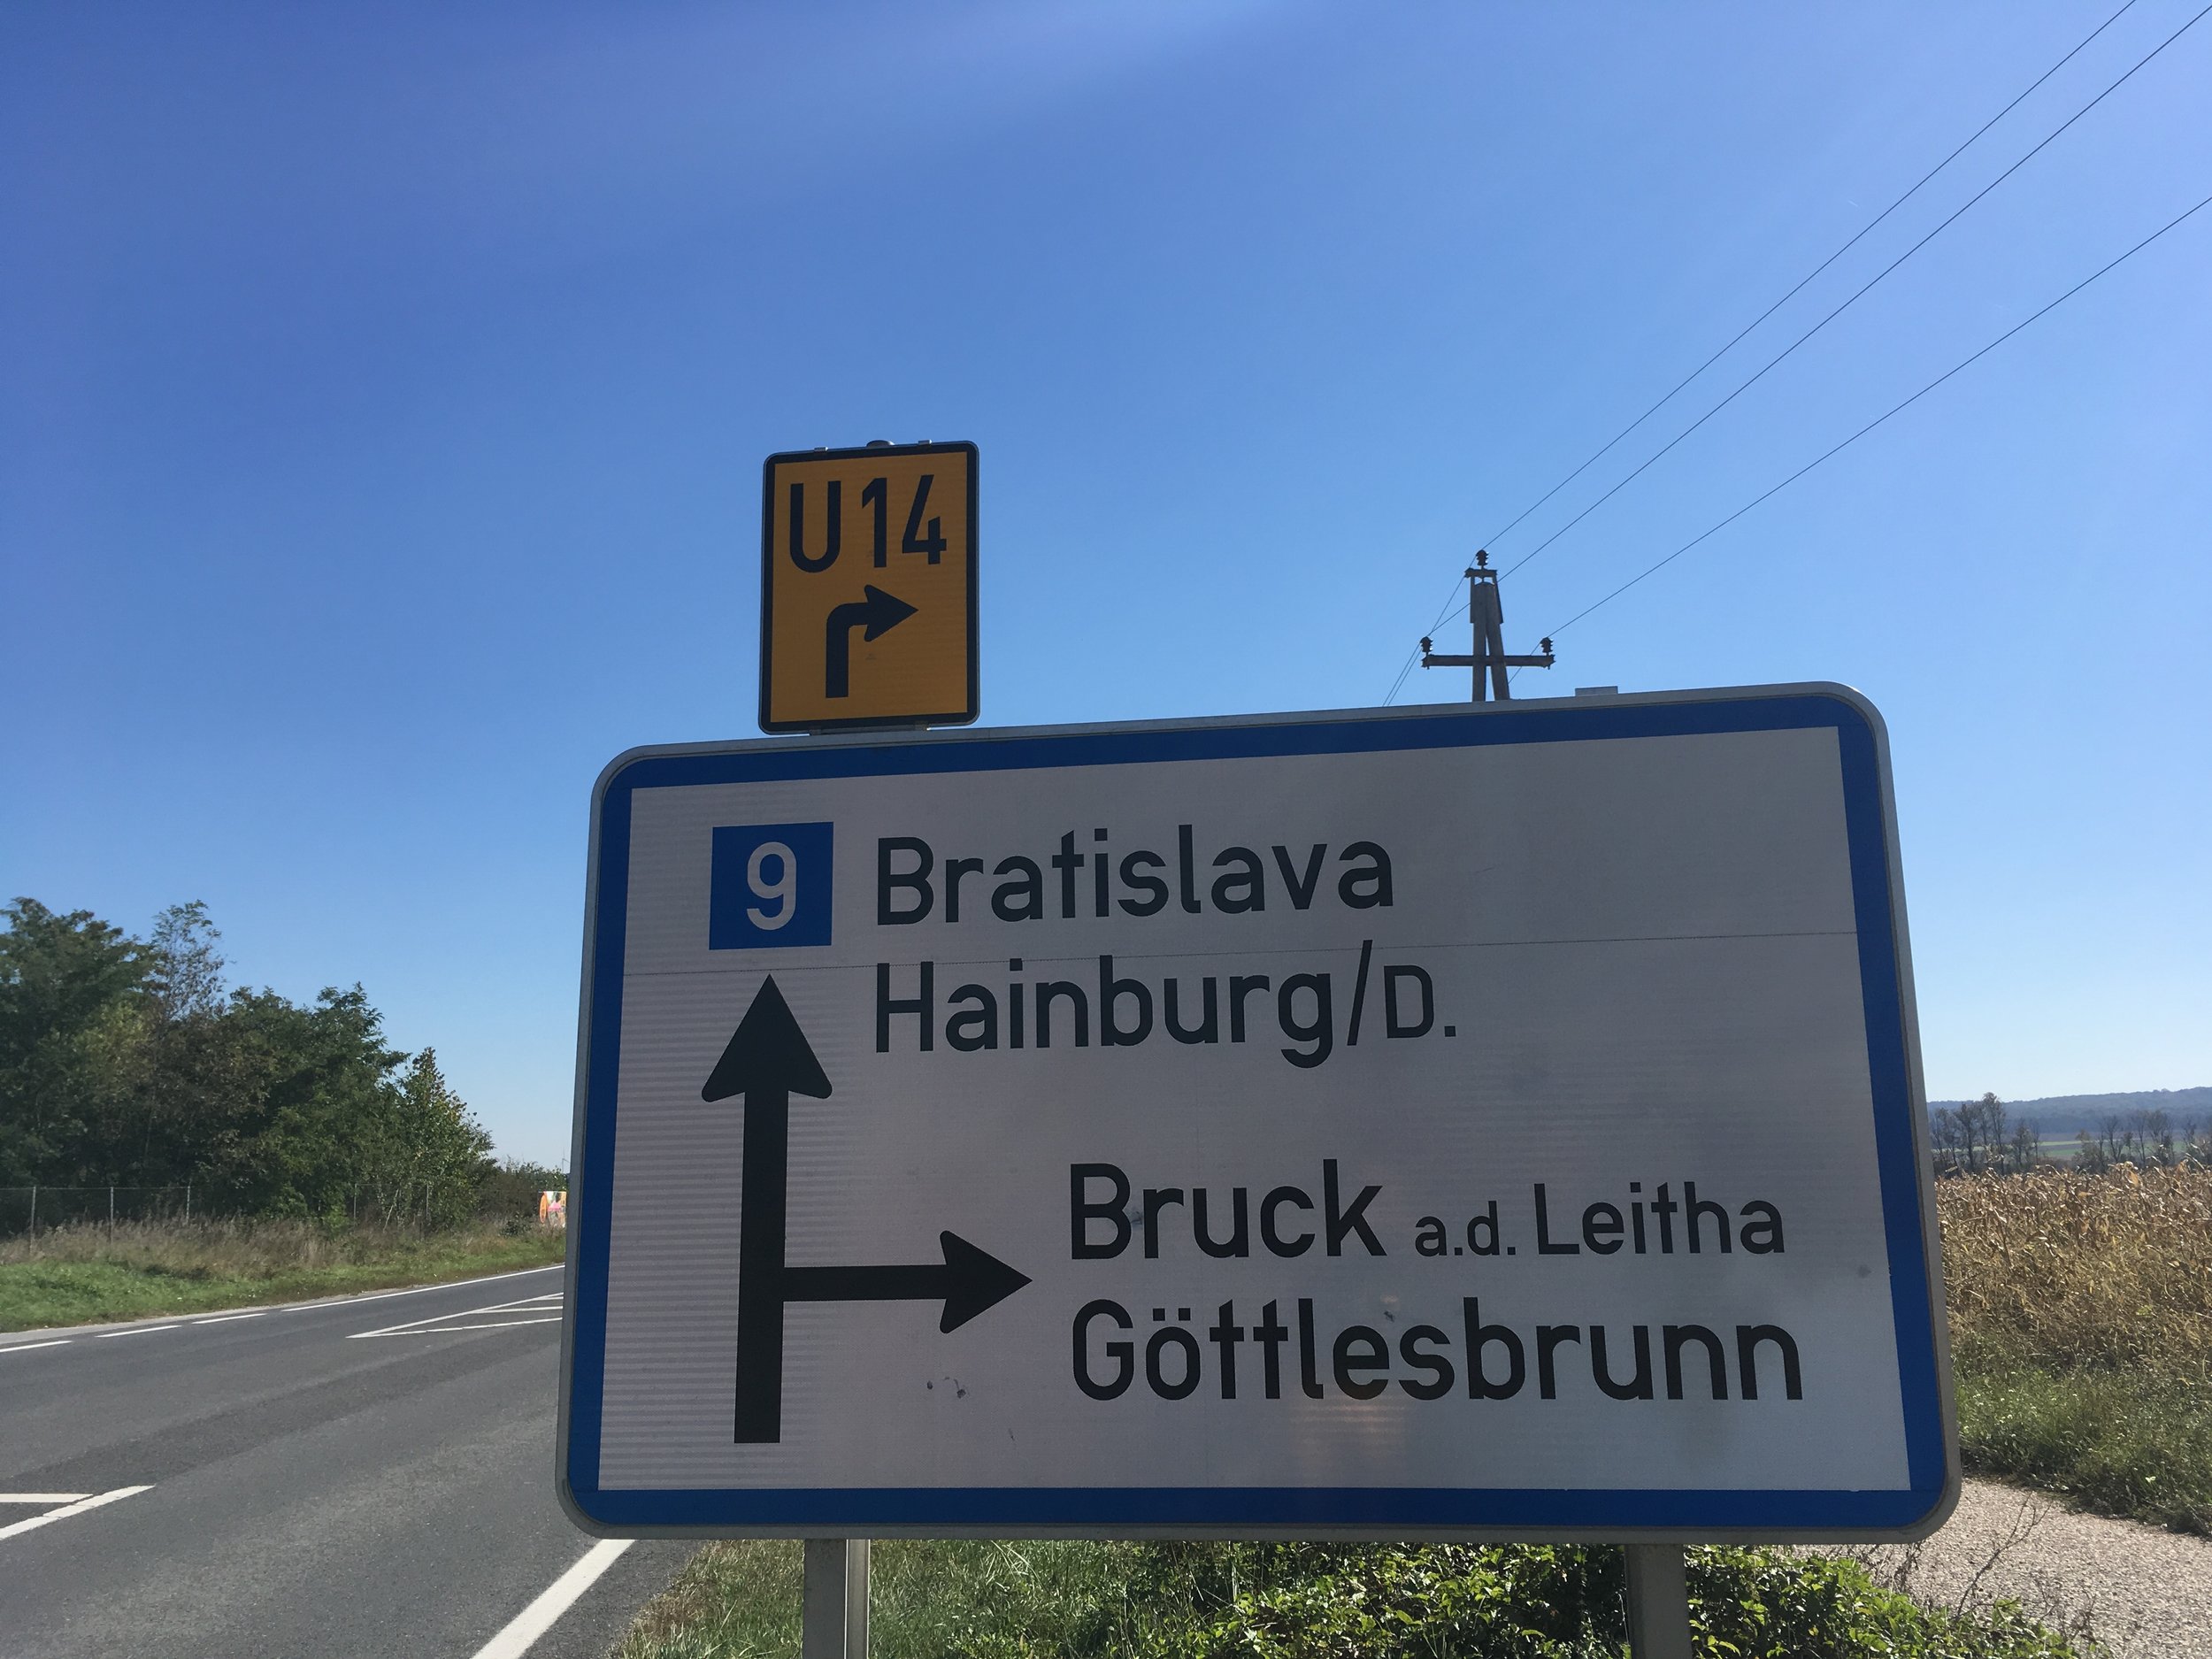 U14
9 Bratislava
Hainburg/D.
Bruck a.d. Leitha
Göttlesbrunn